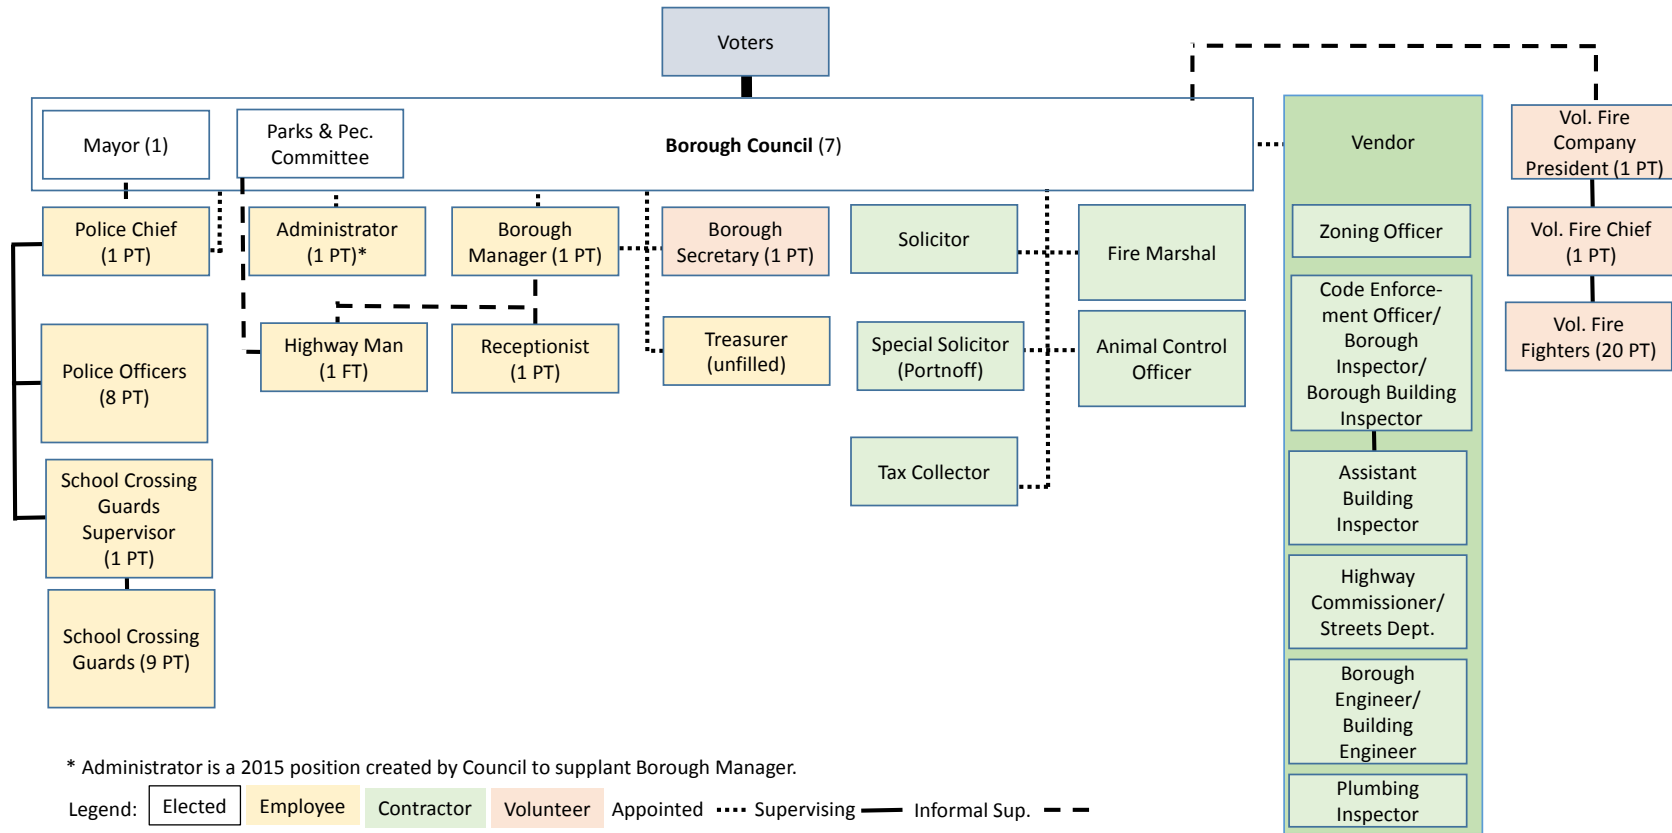 Voters
Mayor (1)
Parks & Pec.
Committee
Borough Council (7)
Vendor
Vol. Fire
Company
President (1 PT)
Police Chief
(1 PT)
Administrator
(1 PT)*
Borough
Manager (1 PT)
Borough
Secretary (1 PT)
Solicitor
Fire Marshal
Zoning Officer
Vol. Fire Chief
(1 PT)
Police Officers
(8 PT)
Highway Man
(1 FT)
Receptionist
(1 PT)
Treasurer
(unfilled)
Special Solicitor
(Portnoff)
Animal Control
Officer
Code Enforce-
ment Officer/
Borough
Inspector/
Borough Building
Inspector
Vol. Fire
Fighters (20 PT)
School Crossing
Guards
Supervisor
(1 PT)
Tax Collector
Assistant
Building
Inspector
School Crossing
Guards (9 PT)
Highway
Commissioner/
Streets Dept.
Borough
Engineer/
Building
Engineer
Plumbing
Inspector
* Administrator is a 2015 position created by Council to supplant Borough Manager.
Legend: Elected Employee Contractor Volunteer Appointed Supervising Informal Sup.